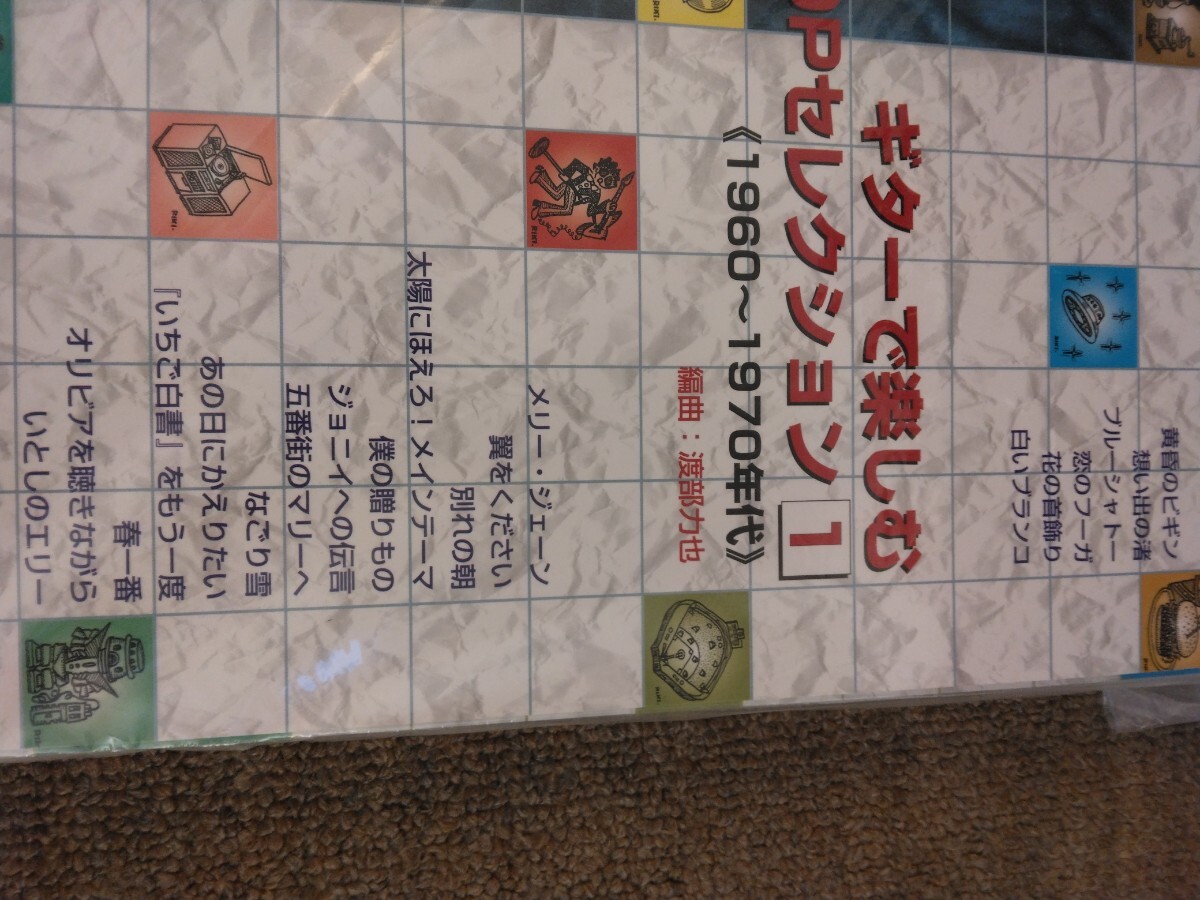 黄昏のビギン
想い出の渚
ブルーシャトー
恋のフーガ
花の首飾り
白いブランコ
ギターで楽しむ
OPセレクション1
《1960〜1970年代》
編曲：渡部力也
メリー・ジェーン
翼をください
別れの朝
太陽にほえろ！メインテーマ
僕の贈りもの
ジョニイへの伝言
五番街のマリーへ
なごり雪
あの日にかえりたい
『いちご白書』をもう一度
春一番
オリビアを聴きながら
いとしのエリー